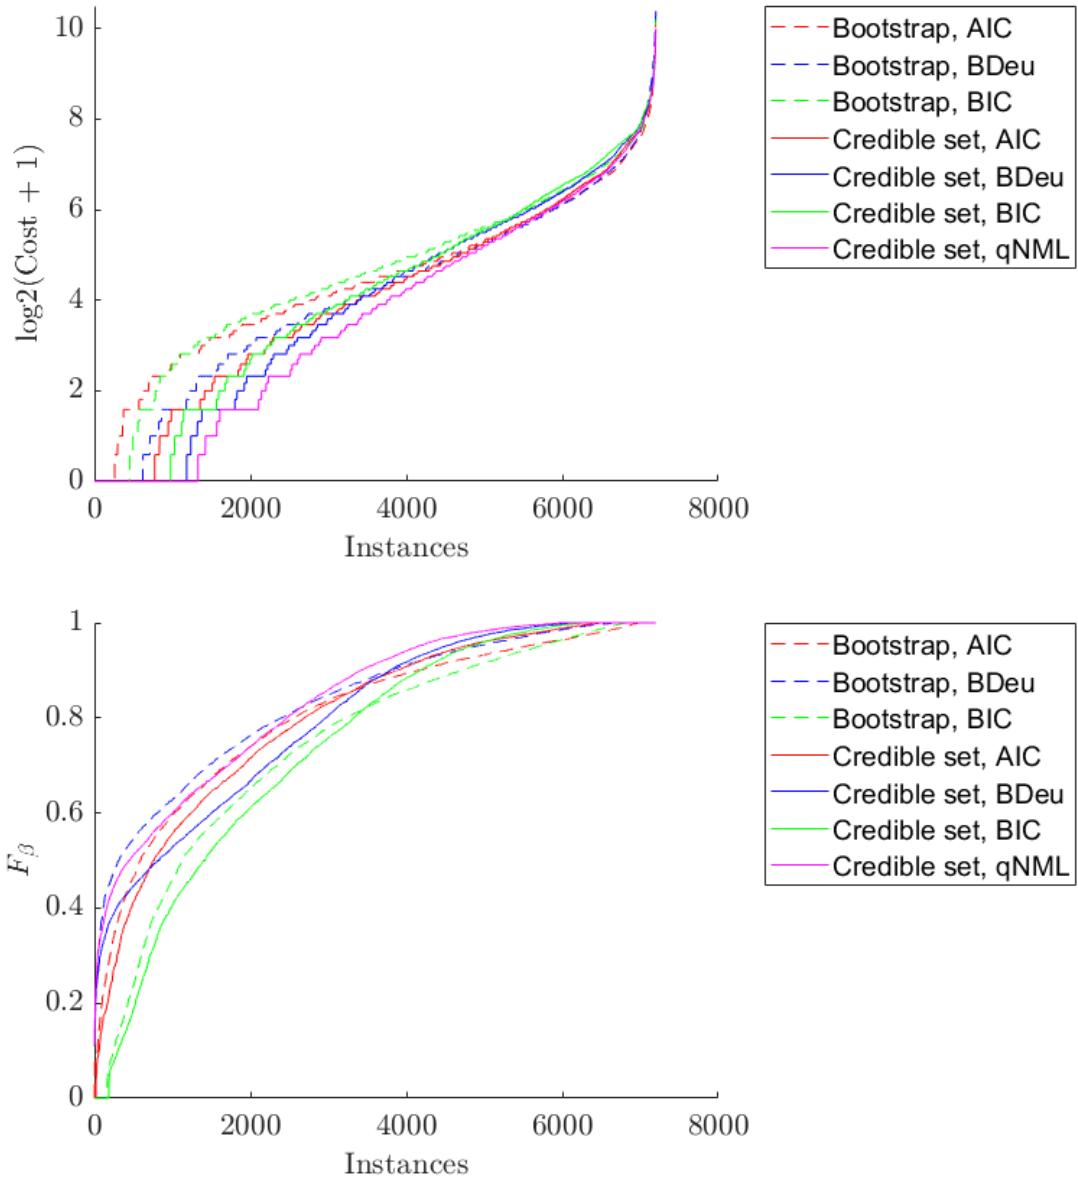 10
8
6
4
2
0
log2(Cost + 1)
0 2000 4000 6000 8000
Instances
Bootstrap, AIC
Bootstrap, BDeu
Bootstrap, BIC
Credible set, AIC
Credible set, BDeu
Credible set, BIC
Credible set, qNML
1
0.8
0.6
0.4
0.2
0
Fβ
0 2000 4000 6000 8000
Instances
Bootstrap, AIC
Bootstrap, BDeu
Bootstrap, BIC
Credible set, AIC
Credible set, BDeu
Credible set, BIC
Credible set, qNML